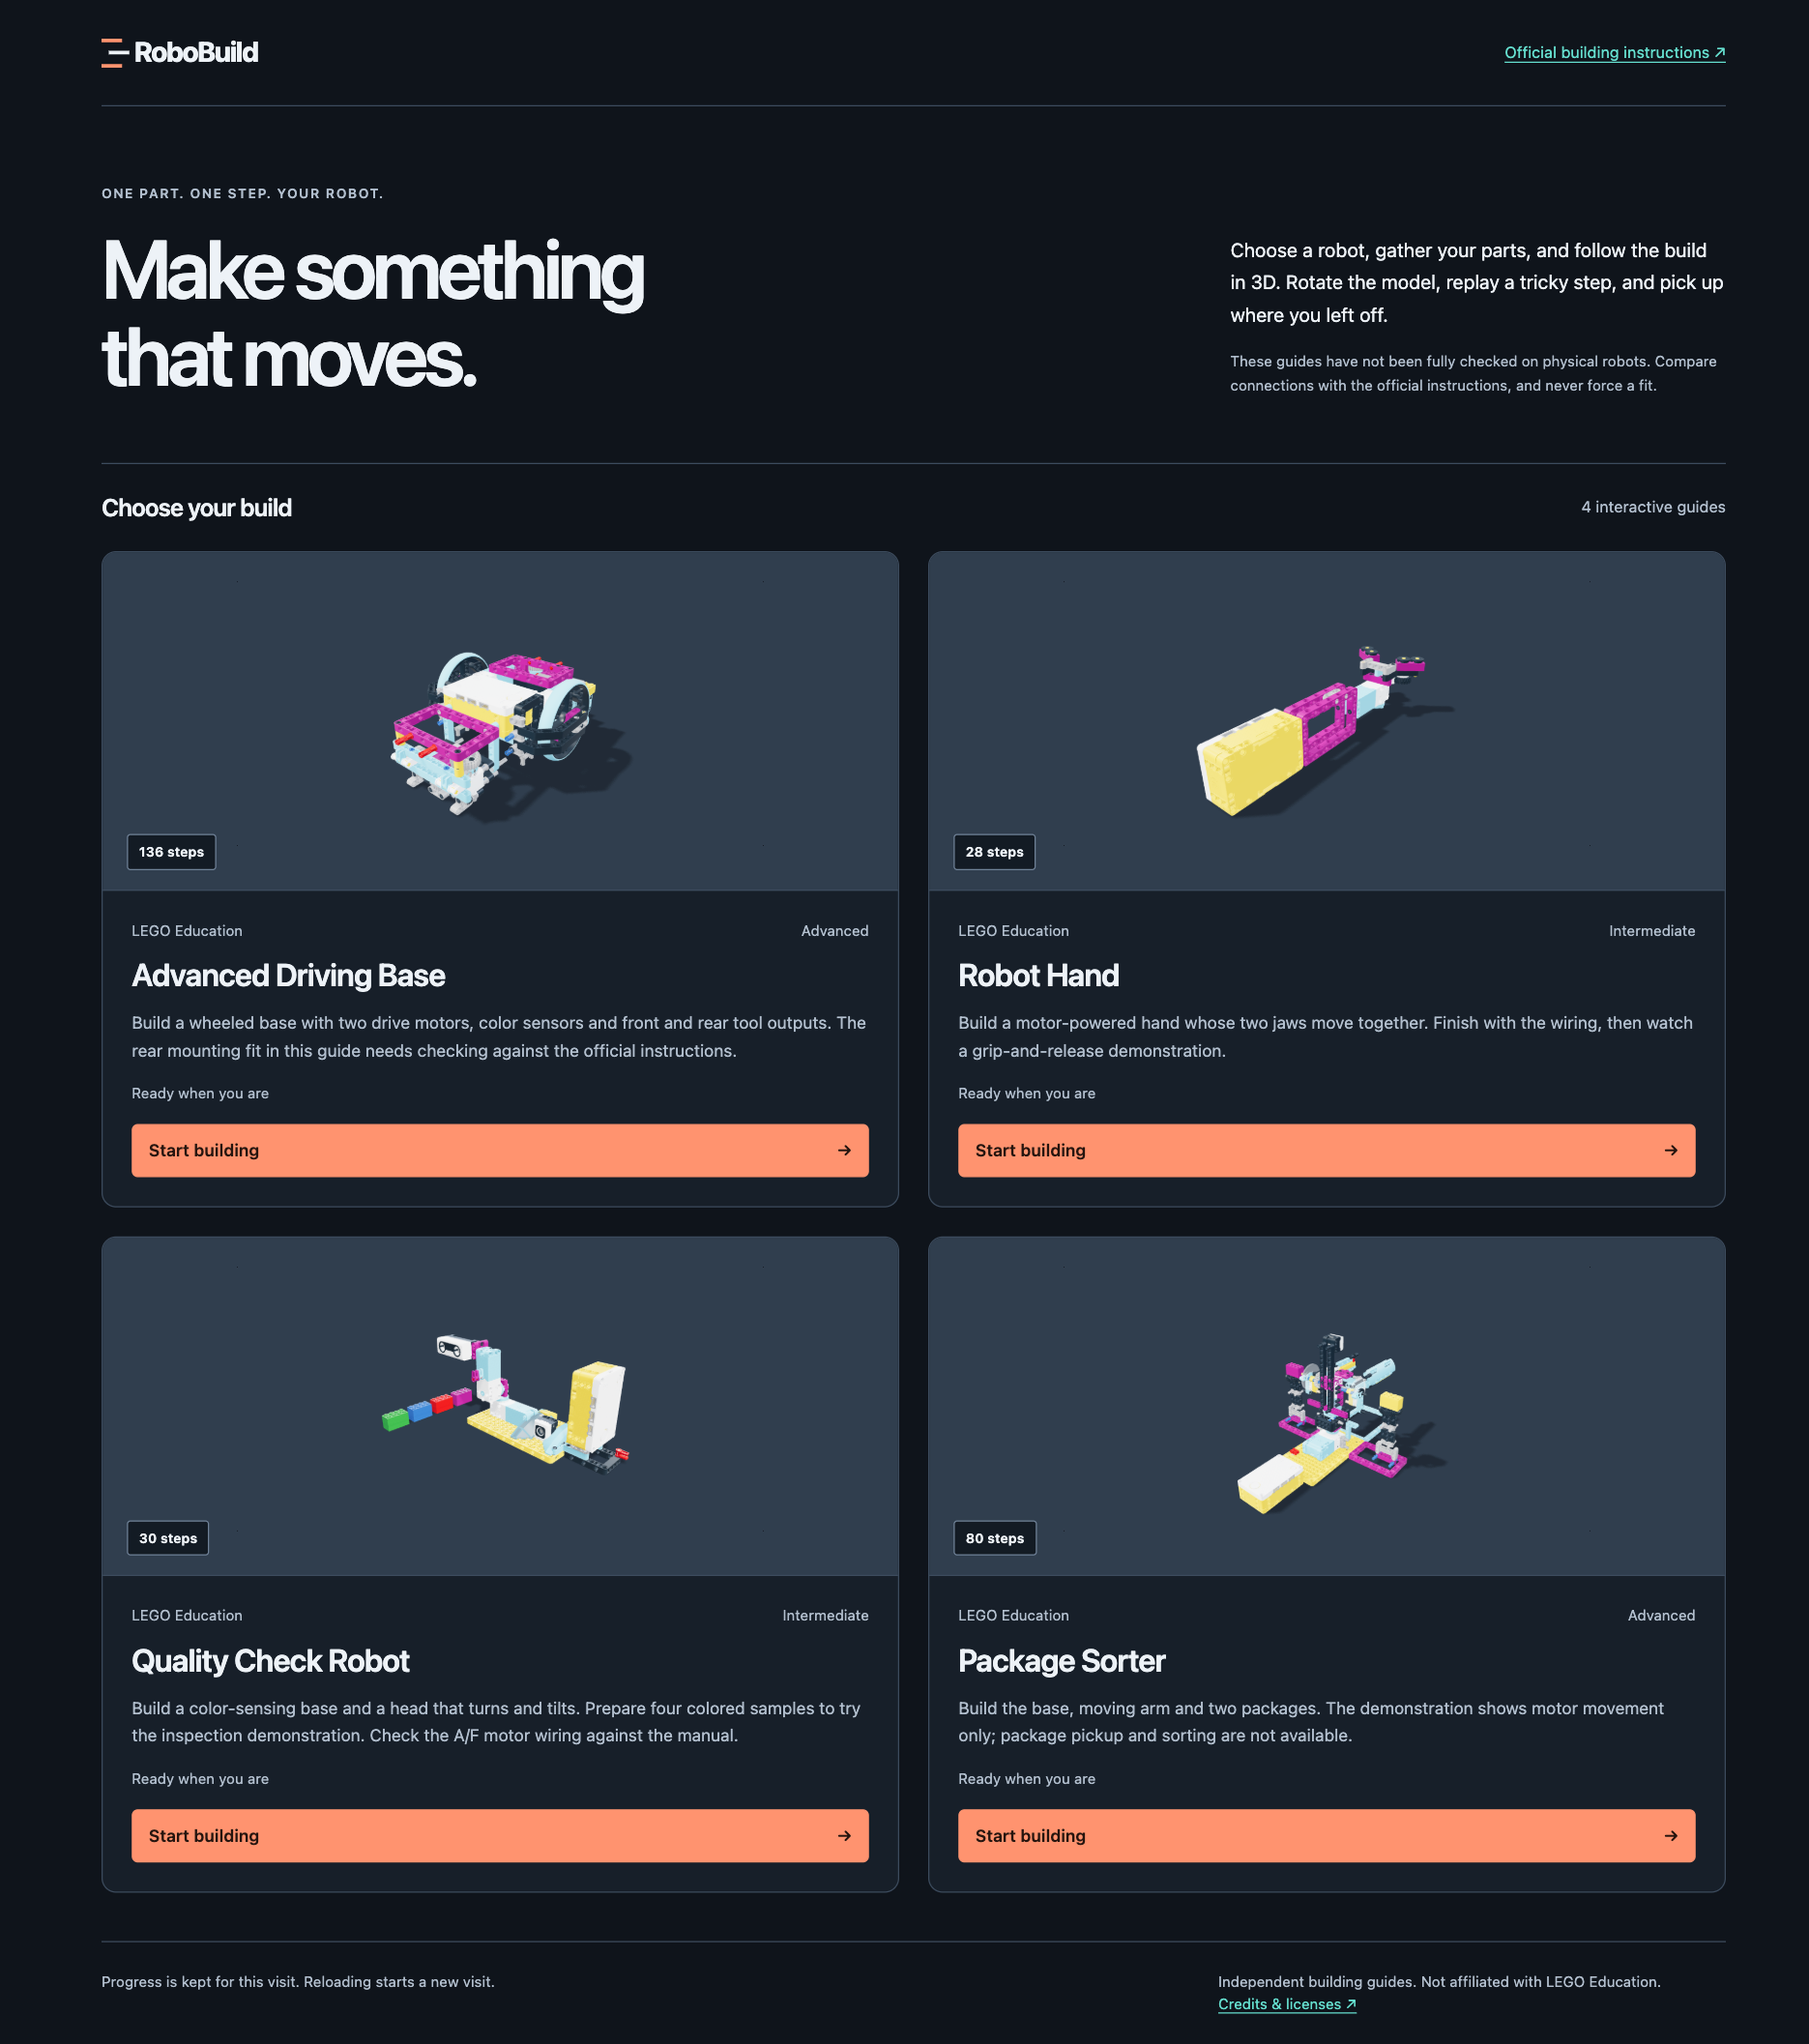 RoboBuild
Official building instructions ↗
ONE PART. ONE STEP. YOUR ROBOT.
Make something
that moves.
Choose a robot, gather your parts, and follow the build
in 3D. Rotate the model, replay a tricky step, and pick up
where you left off.
These guides have not been fully checked on physical robots. Compare
connections with the official instructions, and never force a fit.
Choose your build
4 interactive guides
136 steps
LEGO Education
Advanced
Advanced Driving Base
Build a wheeled base with two drive motors, color sensors and front and rear tool outputs. The
rear mounting fit in this guide needs checking against the official instructions.
Ready when you are
Start building →
28 steps
LEGO Education
Intermediate
Robot Hand
Build a motor-powered hand whose two jaws move together. Finish with the wiring, then watch
a grip-and-release demonstration.
Ready when you are
Start building →
30 steps
LEGO Education
Intermediate
Quality Check Robot
Build a color-sensing base and a head that turns and tilts. Prepare four colored samples to try
the inspection demonstration. Check the A/F motor wiring against the manual.
Ready when you are
Start building →
80 steps
LEGO Education
Advanced
Package Sorter
Build the base, moving arm and two packages. The demonstration shows motor movement
only; package pickup and sorting are not available.
Ready when you are
Start building →
Progress is kept for this visit. Reloading starts a new visit.
Independent building guides. Not affiliated with LEGO Education.
Credits & licenses ↗